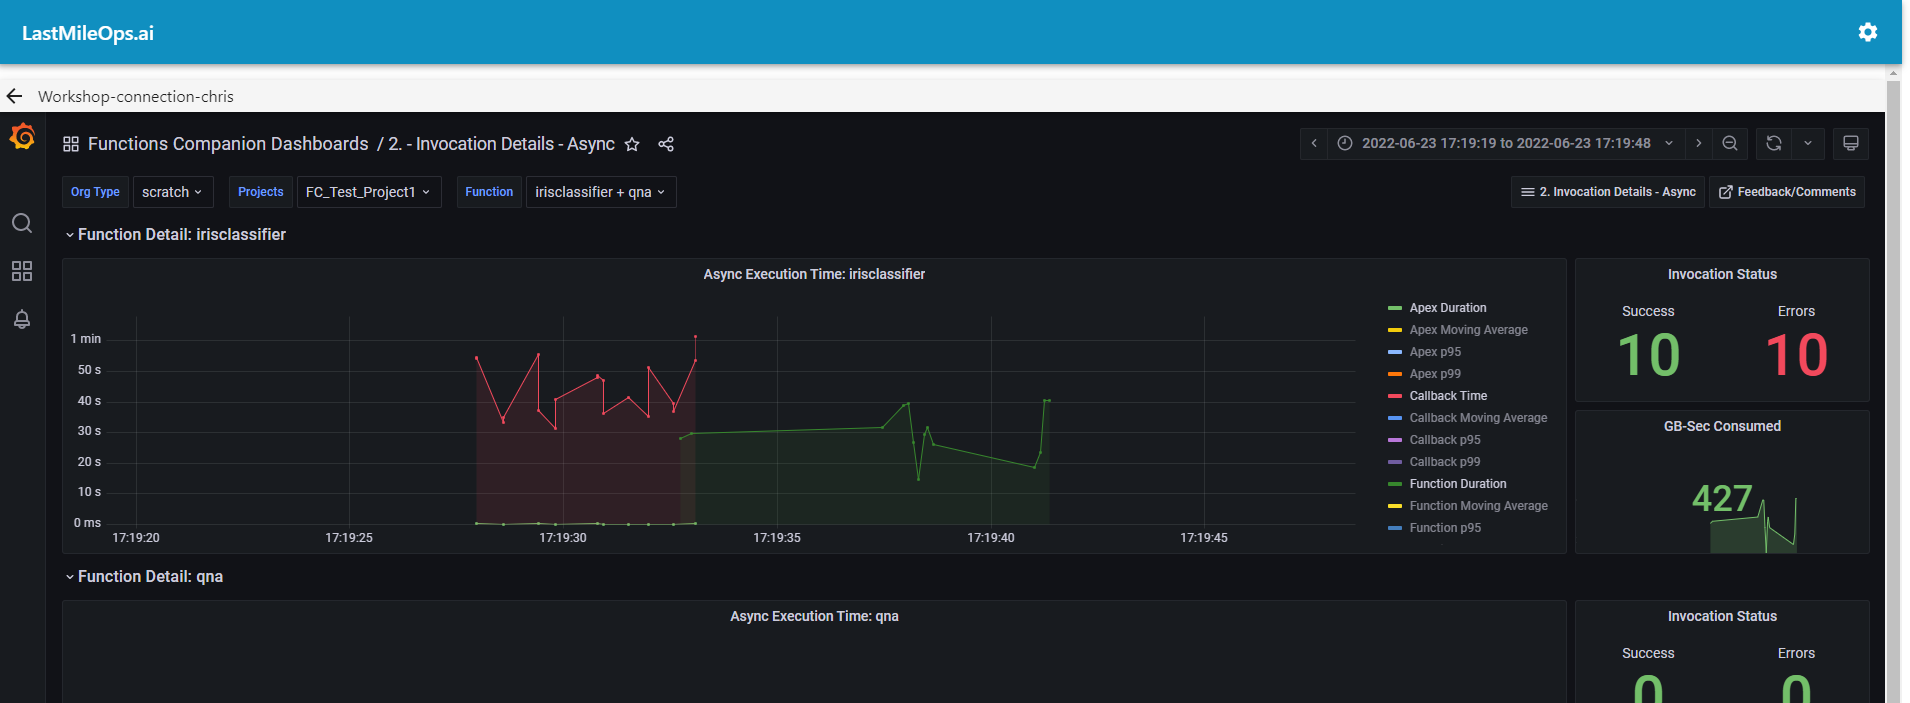 LastMileOps.ai
Workshop-connection-chris
Functions Companion Dashboards / 2. - Invocation Details - Async
2022-06-23 17:19:19 to 2022-06-23 17:19:48
Org Type scratch Projects FC_Test_Project1 Function irisclassifier + qna
2. Invocation Details - Async Feedback/Comments
Function Detail: irisclassifier
Async Execution Time: irisclassifier
1 min
50 s
40 s
30 s
20 s
10 s
0 ms
17:19:20 17:19:25 17:19:30 17:19:35 17:19:40 17:19:45
Apex Duration
Apex Moving Average
Apex p95
Apex p99
Callback Time
Callback Moving Average
Callback p95
Callback p99
Function Duration
Function Moving Average
Function p95
Invocation Status
Success Errors
10 10
GB-Sec Consumed
427
Function Detail: qna
Async Execution Time: qna
Invocation Status
Success Errors
0 0